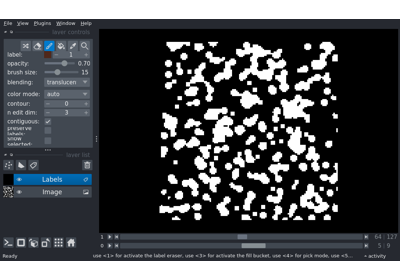 File View Plugins Window Help
layer controls
label: 1
opacity: 0.70
brush size: 15
blending: translucen
color mode: auto
contour: 0
n edit dim: 3
contiguous:
preserve
labels:
show
selected:
layer list
Labels
Image
1 64 127
0 5 9
Ready use <1> for activate the label eraser, use <3> for activate the fill bucket, use <4> for pick mode, use <5... activity